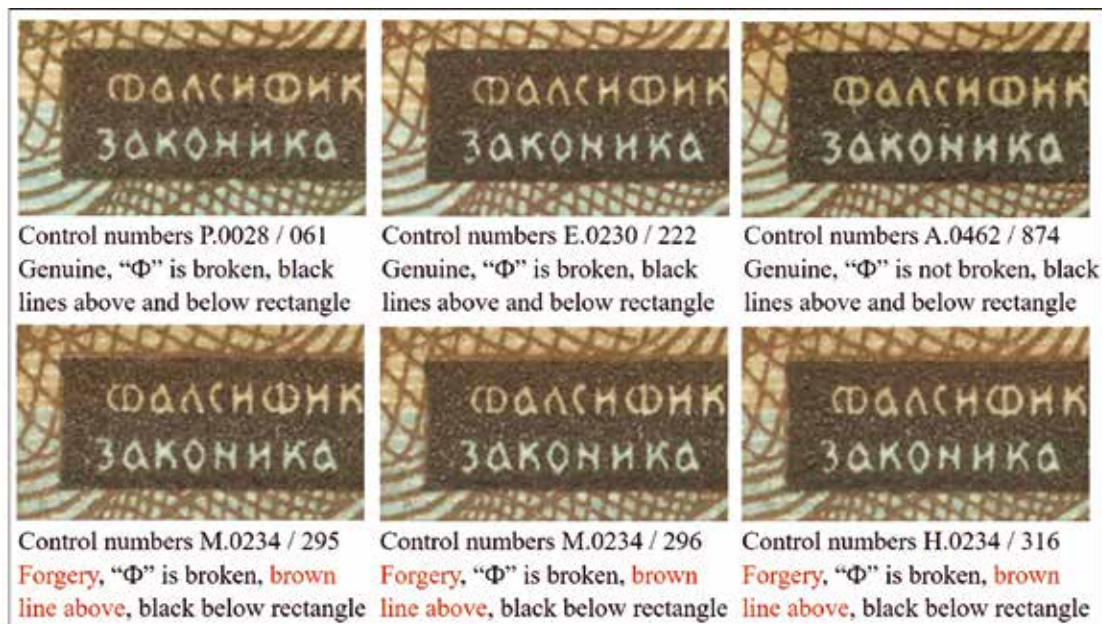 ФАЛСИФИК
ЗАКОНИКА
ФАЛСИФИК
ЗАКОНИКА
ФАЛСИФИК
ЗАКОНИКА
Control numbers P.0028 / 061
Genuine, “Ф” is broken, black
lines above and below rectangle
Control numbers E.0230 / 222
Genuine, “Ф” is broken, black
lines above and below rectangle
Control numbers A.0462 / 874
Genuine, “Ф” is not broken, black
lines above and below rectangle
ФАЛСИФИК
ЗАКОНИКА
ФАЛСИФИК
ЗАКОНИКА
ФАЛСИФИК
ЗАКОНИКА
Control numbers M.0234 / 295
Forgery, “Ф” is broken, brown
line above, black below rectangle
Control numbers M.0234 / 296
Forgery, “Ф” is broken, brown
line above, black below rectangle
Control numbers H.0234 / 316
Forgery, “Ф” is broken, brown
line above, black below rectangle